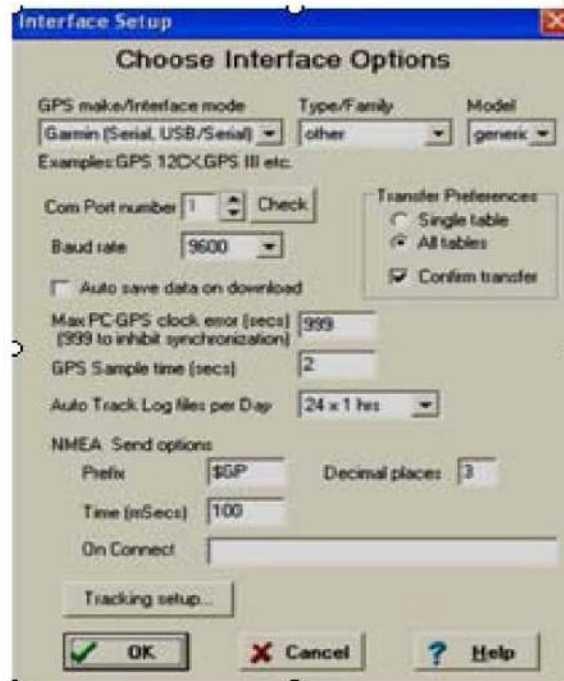 Interface Setup
Choose Interface Options
GPS make/Interface mode Type/Family Model
Garmin (Serial, USB/Serial) other generic
Examples:GPS 12CX,GPS III etc.
Com Port number 1 Check
Transfer Preferences
Single table
All tables
Confirm transfer
Baud rate 9600
Auto save data on download
Max PC-GPS clock error (secs) 999
(999 to inhibit synchronization)
GPS Sample time (secs) 2
Auto Track Log files per Day 24 x 1 hrs
NMEA Send options
Prefix $GP Decimal places 3
Time (mSecs) 100
On Connect
Tracking setup...
OK Cancel Help